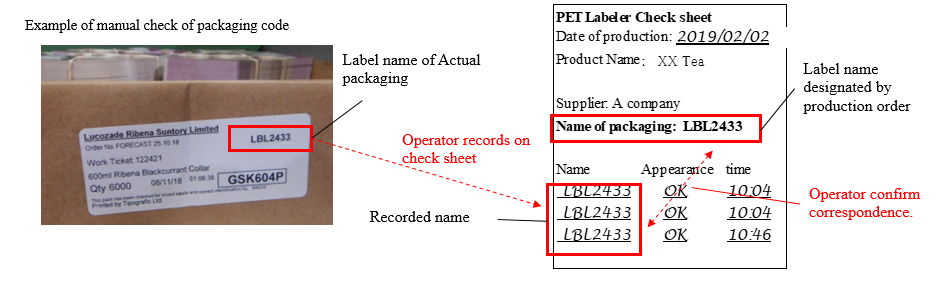 Example of manual check of packaging code
Lucozade Ribena Suntory Limited
Order No FORECAST 25.10.18
LBL2433
Work Ticket: 122421
600ml Ribena Blackcurrant Collar
Qty 6000 08/11/18 01:06:38 GSK604P
This pack has been checked for mixed labels and correct identification by
Printed by Tipografic Ltd.
Label name of Actual
packaging
Operator records on
check sheet
Recorded name
PET Labeler Check sheet
Date of production: 2019/02/02
Product Name: XX Tea
Supplier: A company
Name of packaging: LBL2433
Name Appearance time
LBL2433 OK 10:04
LBL2433 OK 10:04
LBL2433 OK 10:46
Label name
designated by
production order
Operator confirm
correspondence.